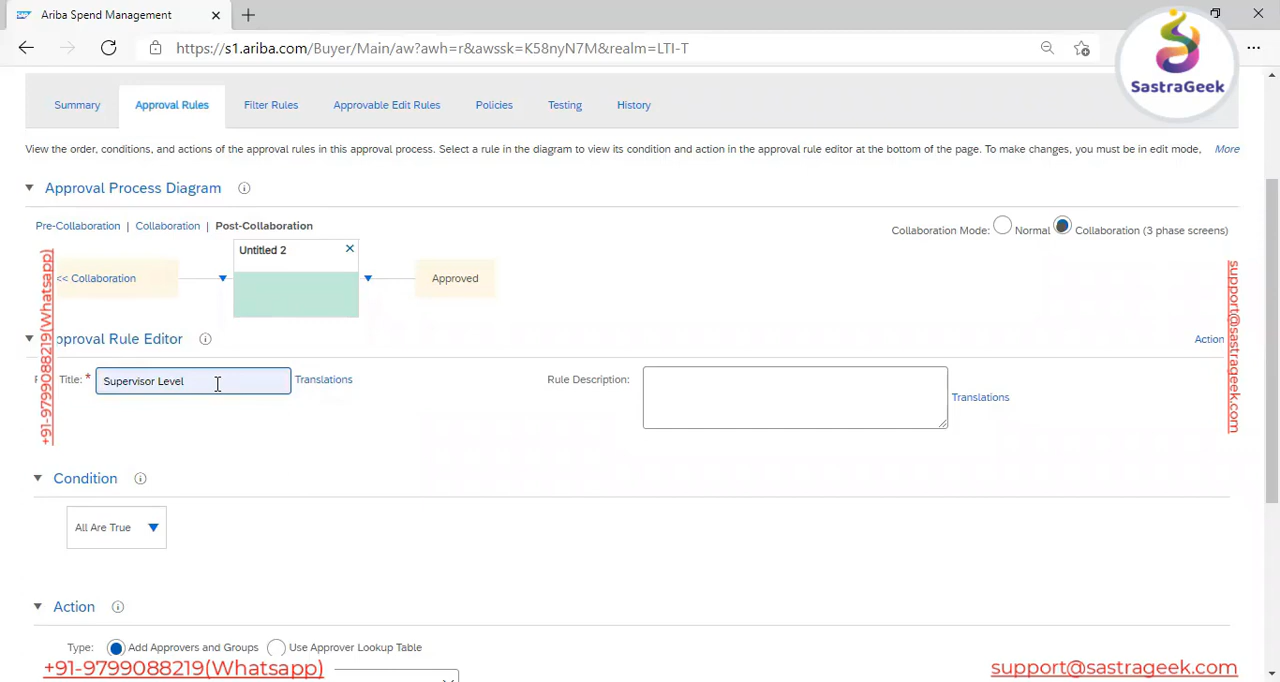 Ariba Spend Management
https://s1.ariba.com/Buyer/Main/aw?awh=r&awssk=K58nyN7M&realm=LTI-T
SastraGeek
Summary
Approval Rules
Filter Rules
Approvable Edit Rules
Policies
Testing
History
View the order, conditions, and actions of the approval rules in this approval process. Select a rule in the diagram to view its condition and action in the approval rule editor at the bottom of the page. To make changes, you must be in edit mode, More
Approval Process Diagram
Pre-Collaboration | Collaboration | Post-Collaboration
Collaboration Mode: Normal Collaboration (3 phase screens)
Untitled 2
<< Collaboration
Approved
+91-9799088219(Whatsapp)
support@sastrageek.com
pproval Rule Editor
Action
Title: * Supervisor Level Translations
Rule Description:
Translations
Condition
All Are True
Action
Type: Add Approvers and Groups Use Approver Lookup Table
+91-9799088219(Whatsapp)
support@sastrageek.com